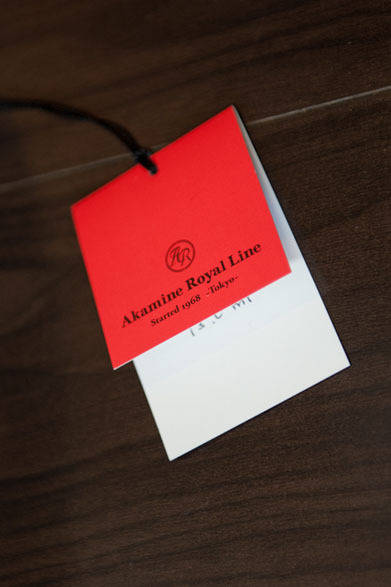 AR
Akamine Royal Line
Started 1968 -Tokyo-